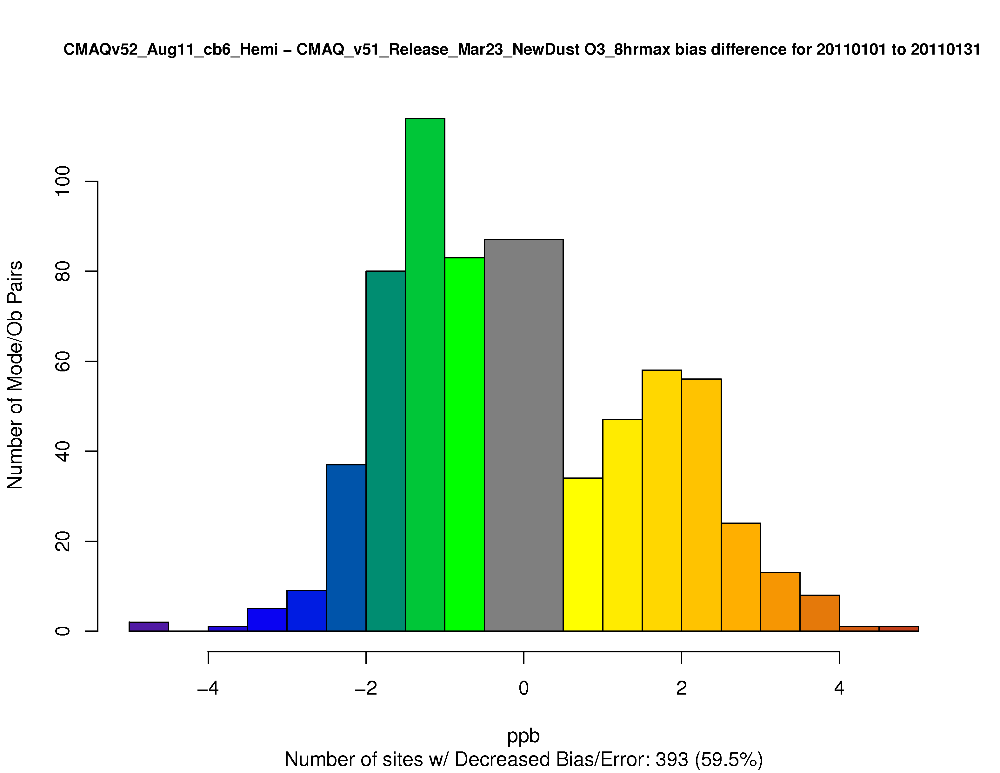 CMAQv52_Aug11_cb6_Hemi − CMAQ_v51_Release_Mar23_NewDust O3_8hrmax bias difference for 20110101 to 20110131
Number of Mode/Ob Pairs
100
80
60
40
20
0
−4 −2 0 2 4
ppb
Number of sites w/ Decreased Bias/Error: 393 (59.5%)